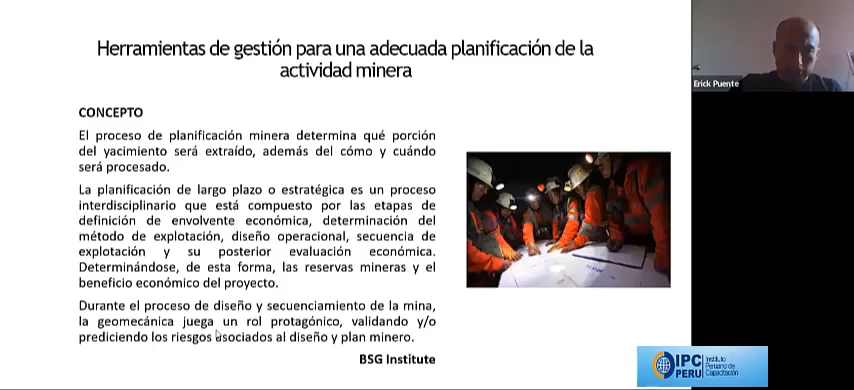 Herramientas de gestión para una adecuada planificación de la
actividad minera
Erick Puente
CONCEPTO
El proceso de planificación minera determina qué porción
del yacimiento será extraído, además del cómo y cuándo
será procesado.
La planificación de largo plazo o estratégica es un proceso
interdisciplinario que está compuesto por las etapas de
definición de envolvente económica, determinación del
método de explotación, diseño operacional, secuencia de
explotación y su posterior evaluación económica.
Determinándose, de esta forma, las reservas mineras y el
beneficio económico del proyecto.
Durante el proceso de diseño y secuenciamiento de la mina,
la geomecánica juega un rol protagónico, validando y/o
prediciendo los riesgos asociados al diseño y plan minero.
BSG Institute
IPC
PERU
Instituto
Peruano de
Capacitación